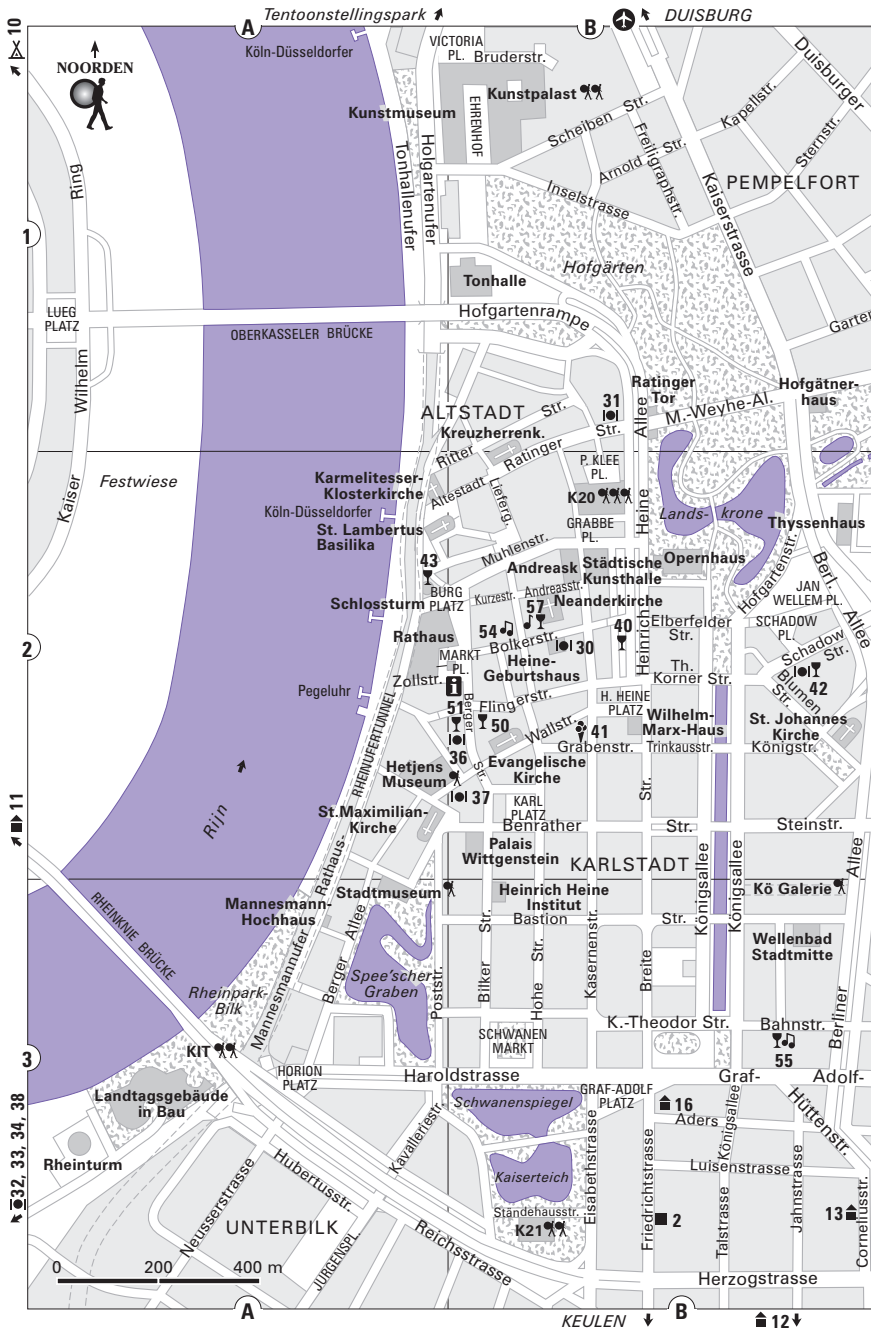 A
Tentoonstellingspark
B
DUISBURG
10
NOORDEN
Köln-Düsseldorfer
VICTORIA
PL.
Bruderstr.
Duisburger
Kunstpalast
Kunstmuseum
EHRENHOF
Scheiben Str.
Kapellstr.
Freiligraphstr.
Arnold Str.
Sternstr.
Tonhallenufer
Holgartenufer
Ring
Inselstrasse
Kaiserstrasse
PEMPELFORT
1
Hofgärten
Tonhalle
LUEG
PLATZ
OBERKASSELER BRÜCKE
Hofgartenrampe
Garten
Wilhelm
Ratinger
Tor
Hofgätner-
haus
31
Allee
M.-Weyhe-Al.
ALTSTADT
Kreuzherrenk.
Ritter Str.
Ratinger Str.
Kaiser
Festwiese
Karmelitesser-
Klosterkirche
Altestadt
Lieferg.
P. KLEE
PL.
K20
Heine
Lands-
krone
Köln-Düsseldorfer
St. Lambertus
Basilika
GRABBE
PL.
Thyssenhaus
Muhlenstr.
43
BURG
PLATZ
Andreask
Städtische
Kunsthalle
Opernhaus
Hofgartenstr.
Berl.
Allee
Schlossturm
Kurzestr.
Andreasstr.
57
Neanderkirche
JAN
WELLEM PL.
2
Rathaus
54
Bolkerstr.
30
40
Heinrich
Elberfelder
Str.
SCHADOW
PL.
Schadow
Str.
MARKT
PL.
Heine-
Geburtshaus
Th.
Korner Str.
42
Blumen
Str.
Zollstr.
Pegeluhr
51
Berger
Str.
Flingerstr.
50
H. HEINE
PLATZ
Wilhelm-
Marx-Haus
St. Johannes
Kirche
Wallstr.
41
Grabenstr.
Trinkausstr.
Königstr.
36
Evangelische
Kirche
RHEINUFERTUNNEL
Hetjens
Museum
37
KARL
PLATZ
Str.
11
Rijn
St.Maximilian-
Kirche
Benrather
Str.
Steinstr.
Palais
Wittgenstein
KARLSTADT
Allee
RHEINKNIE BRÜCKE
Rathaus-
Stadtmuseum
Heinrich Heine
Institut
Königsallee
Königsallee
Kö Galerie
Mannesmann-
Hochhaus
Bastion
Str.
Allee
Berger
Spee'scher
Graben
Poststr.
Bilker
Str.
Hohe
Str.
Kasernenstr.
Breite
Wellenbad
Stadtmitte
Rheinpark-
Bilk
Mannesmannufer
K.-Theodor Str.
Bahnstr.
55
Berliner
KIT
SCHWANEN
MARKT
3
HORION
PLATZ
Haroldstrasse
Graf-
Adolf-
Landtagsgebäude
in Bau
Schwanenspiegel
GRAF-ADOLF
PLATZ
16
Aders
Königsallee
Hüttenstr.
32, 33, 34, 38
Kavalleriestr.
Rheinturm
Kaiserteich
Elisabethstrasse
Luisenstrasse
Neusserstrasse
Hubertusstr.
Ständehausstr.
K21
Friedrichtstrasse
2
Talstrasse
Jahnstrasse
13
Corneliusstr.
UNTERBILK
JÜRGENSPL.
Reichsstrasse
0 200 400 m
Herzogstrasse
A
KEULEN
B
12